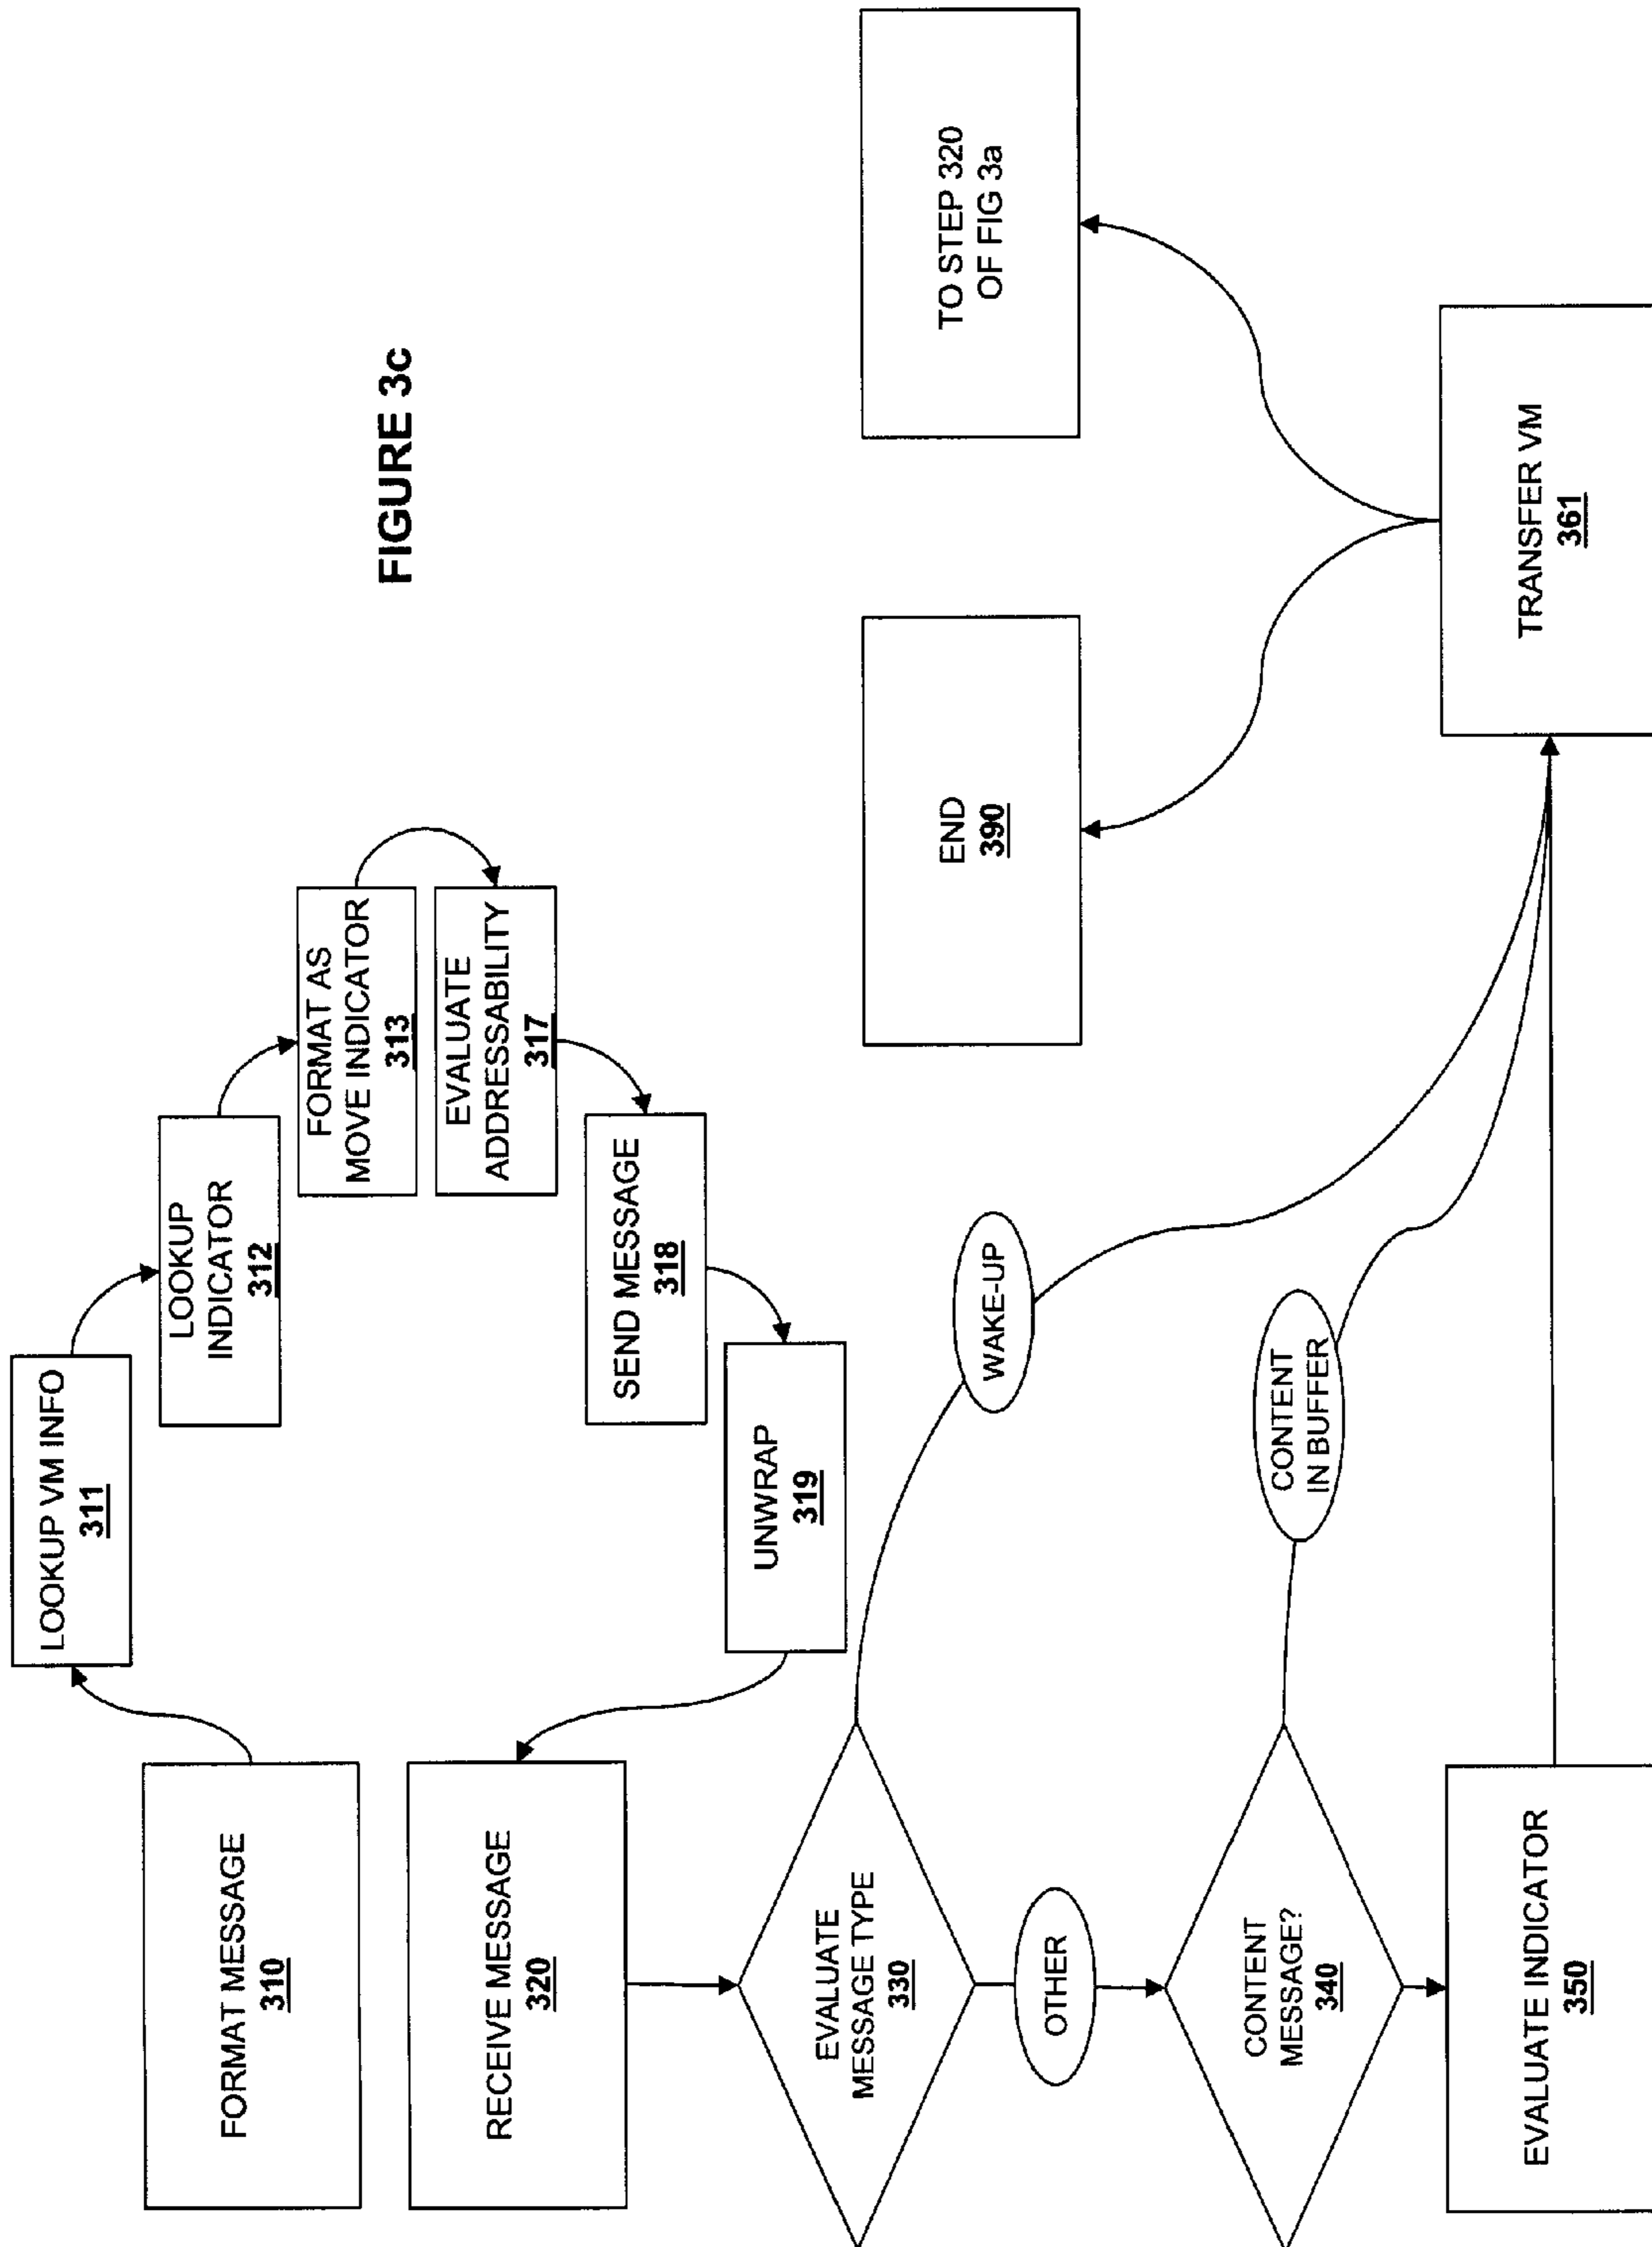 FIGURE 3c
FORMAT MESSAGE
310
LOOKUP VM INFO
311
LOOKUP
INDICATOR
312
FORMAT AS
MOVE INDICATOR
313
EVALUATE
ADDRESSABILITY
317
SEND MESSAGE
318
UNWRAP
319
RECEIVE MESSAGE
320
EVALUATE
MESSAGE TYPE
330
WAKE-UP
OTHER
CONTENT
MESSAGE?
340
CONTENT
IN BUFFER
EVALUATE INDICATOR
350
TRANSFER VM
361
END
390
TO STEP 320
OF FIG 3a